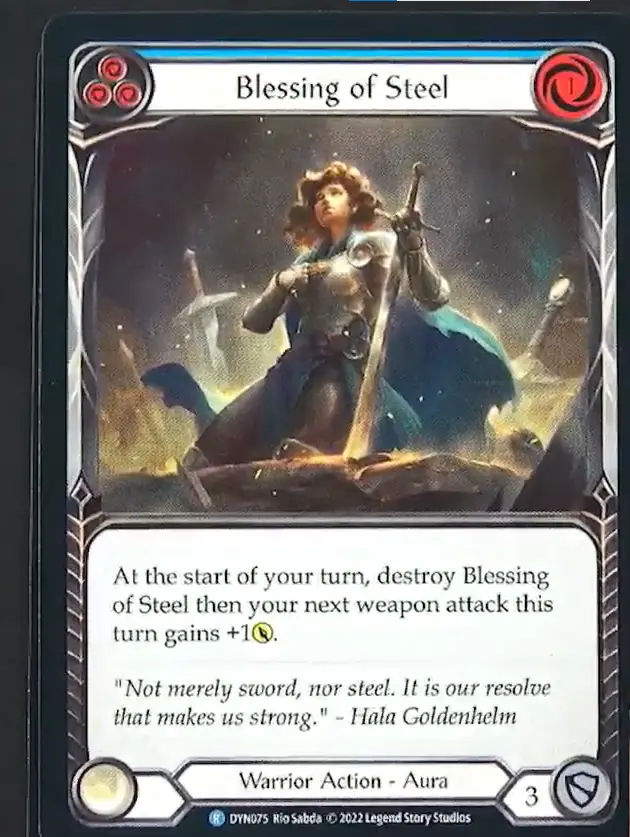 Blessing of Steel
1
At the start of your turn, destroy Blessing
of Steel then your next weapon attack this
turn gains +1.
"Not merely sword, nor steel. It is our resolve
that makes us strong." - Hala Goldenhelm
Warrior Action - Aura
3
R DYN075 Rio Sabda © 2022 Legend Story Studios